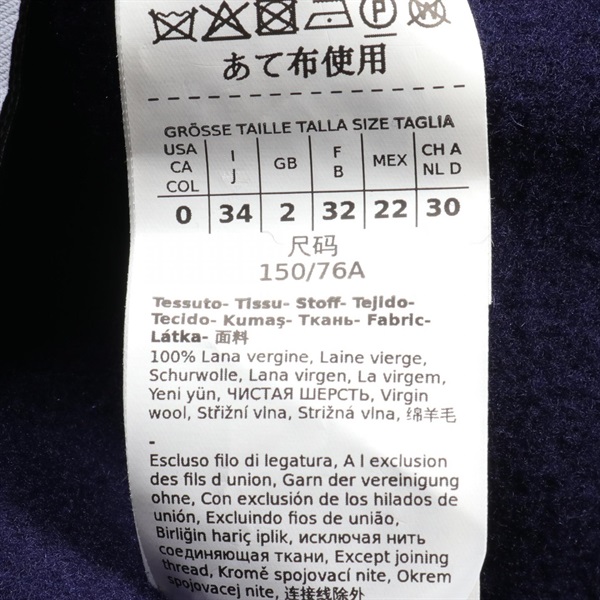 P
あて布使用
GRÖSSE TAILLE TALLA SIZE TAGLIA
USA CA COL | I J | GB | F B | MEX | CH A NL D
0 | 34 | 2 | 32 | 22 | 30
尺码
150/76A
Tessuto- Tissu- Stoff- Tejido-
Tecido- Kumaş- Ткань- Fabric-
Látka- 面料
100% Lana vergine, Laine vierge,
Schurwolle, Lana virgen, La virgem,
Yeni yün, ЧИСТАЯ ШЕРСТЬ, Virgin
wool, Střižní vlna, Strižná vlna, 绵羊毛
-
Escluso filo di legatura, A l exclusion
des fils d union, Garn der vereinigung
ohne, Con exclusión de los hilados de
unión, Excluindo fios de união,
Birliğin hariç iplik, исключая нить
соединяющая ткани, Except joining
thread, Kromě spojovací nite, Okrem
spojovacej nite, 连接线除外